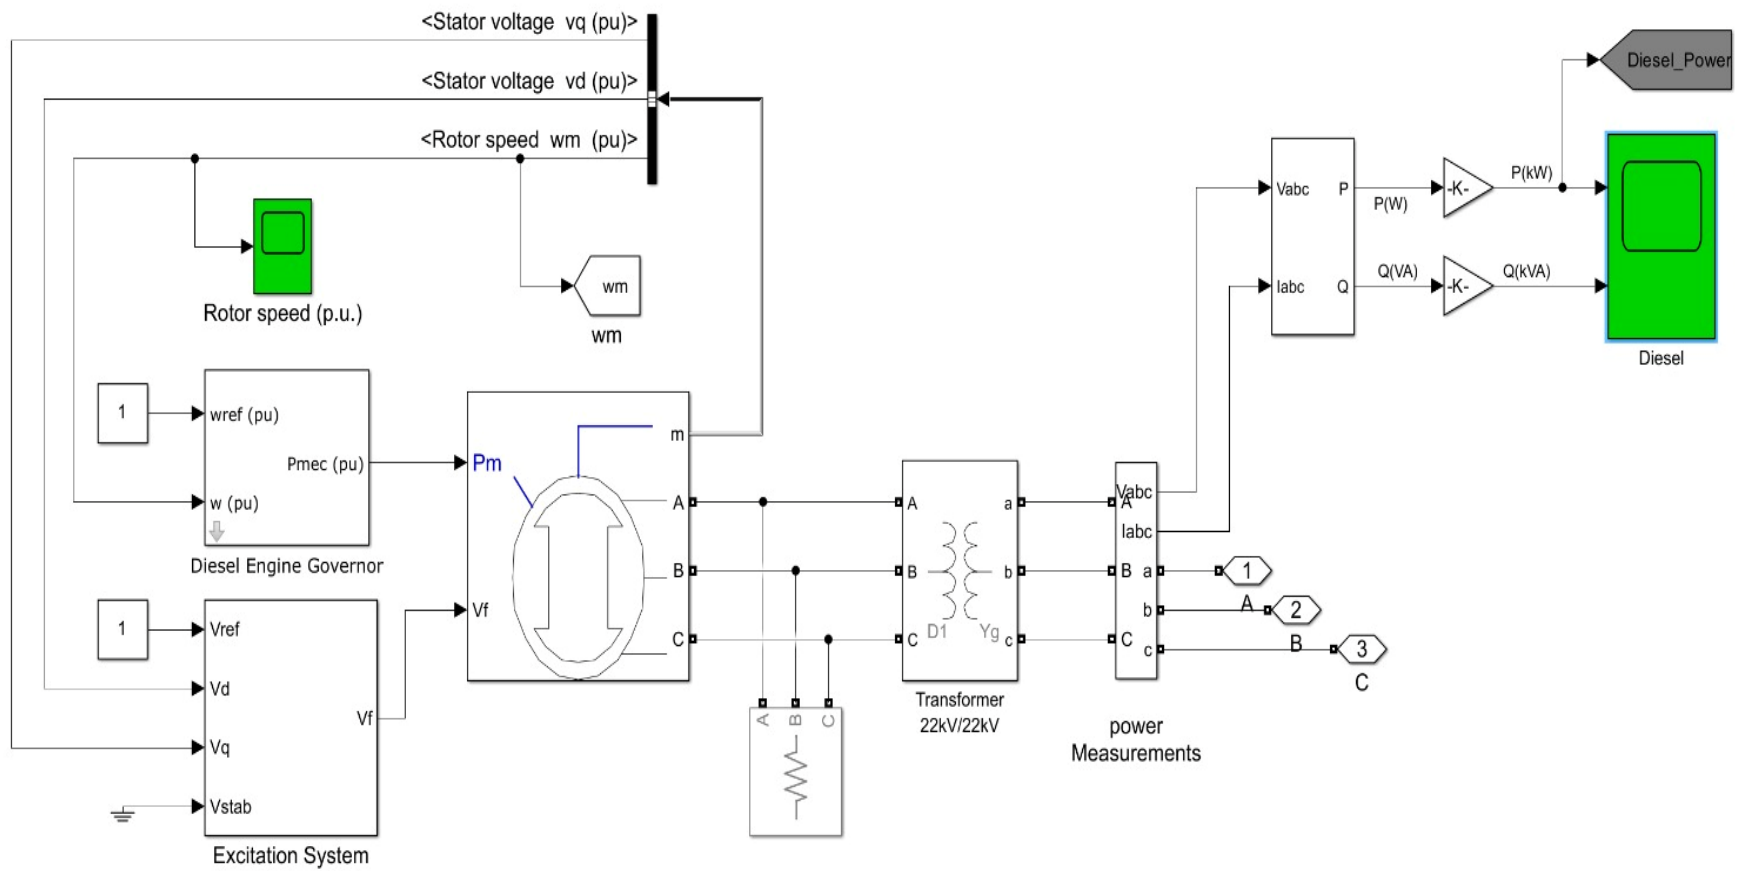 <Stator voltage vq (pu)>
<Stator voltage vd (pu)>
<Rotor speed wm (pu)>
Rotor speed (p.u.)
wm
wm
Diesel_Power
Vabc
P
Iabc
Q
P(W)
-K-
P(kW)
Q(VA)
-K-
Q(kVA)
Diesel
1
wref (pu)
Pmec (pu)
w (pu)
Diesel Engine Governor
1
Vref
Vd
Vf
Vq
Vstab
Excitation System
Pm
m
A
B
Vf
C
A
B
C
A
a
B
b
D1
Yg
C
c
Transformer
22kV/22kV
Vabc
A
Iabc
B
a
b
C
c
power
Measurements
1
A
2
B
3
C